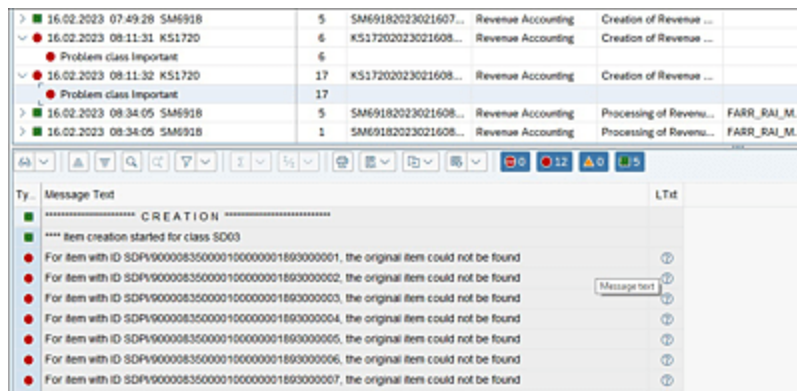 16.02.2023 07:49:28 SM6918 5 SM69182023021607... Revenue Accounting Creation of Revenue ...
16.02.2023 08:11:31 KS1720 6 KS17202023021608... Revenue Accounting Creation of Revenue ...
Problem class Important 6
16.02.2023 08:11:32 KS1720 17 KS17202023021608... Revenue Accounting Creation of Revenue ...
Problem class Important 17
16.02.2023 08:34:05 SM6918 5 SM69182023021608... Revenue Accounting Processing of Revenu... FARR_RAI_M.
16.02.2023 08:34:05 SM6918 1 SM69182023021608... Revenue Accounting Processing of Revenu... FARR_RAI_M.
0 12 0 5
Ty... Message Text LTxt
*********************** C R E A T I O N ***************************
**** Item creation started for class SD03
For item with ID SDPI/9000083500001000000001893000001, the original item could not be found
For item with ID SDPI/9000083500001000000001893000002, the original item could not be found
Message text
For item with ID SDPI/9000083500001000000001893000003, the original item could not be found
For item with ID SDPI/9000083500001000000001893000004, the original item could not be found
For item with ID SDPI/9000083500001000000001893000005, the original item could not be found
For item with ID SDPI/9000083500001000000001893000006, the original item could not be found
For item with ID SDPI/9000083500001000000001893000007, the original item could not be found